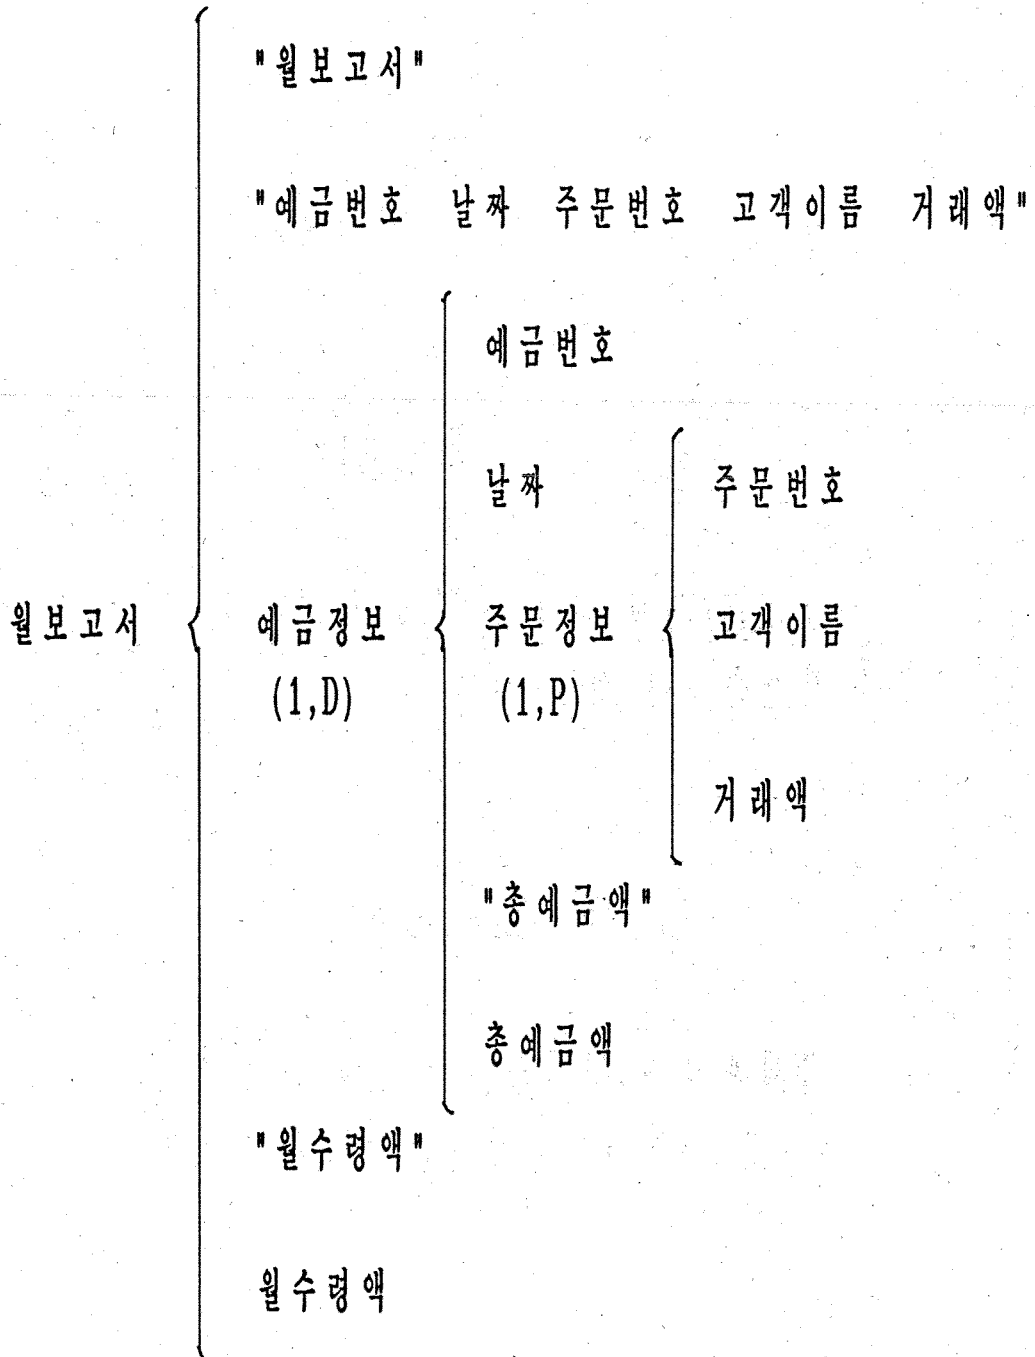 "월보고서"
"예금번호 날짜 주문번호 고객이름 거래액"
예금번호
날짜 주문번호
월보고서 예금정보 주문정보 고객이름
(1,D) (1,P)
거래액
"총예금액"
총예금액
"월수령액"
월수령액